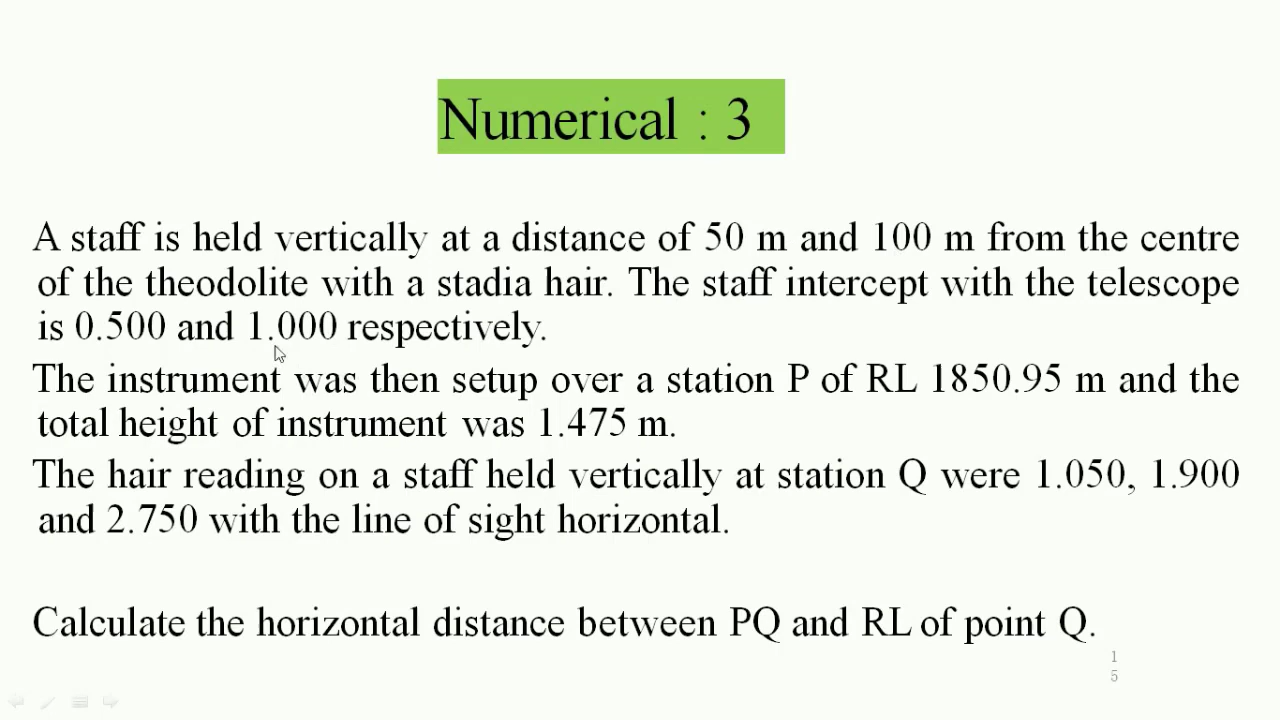 Numerical : 3
A staff is held vertically at a distance of 50 m and 100 m from the centre
of the theodolite with a stadia hair. The staff intercept with the telescope
is 0.500 and 1.000 respectively.
The instrument was then setup over a station P of RL 1850.95 m and the
total height of instrument was 1.475 m.
The hair reading on a staff held vertically at station Q were 1.050, 1.900
and 2.750 with the line of sight horizontal.
Calculate the horizontal distance between PQ and RL of point Q.
1
5